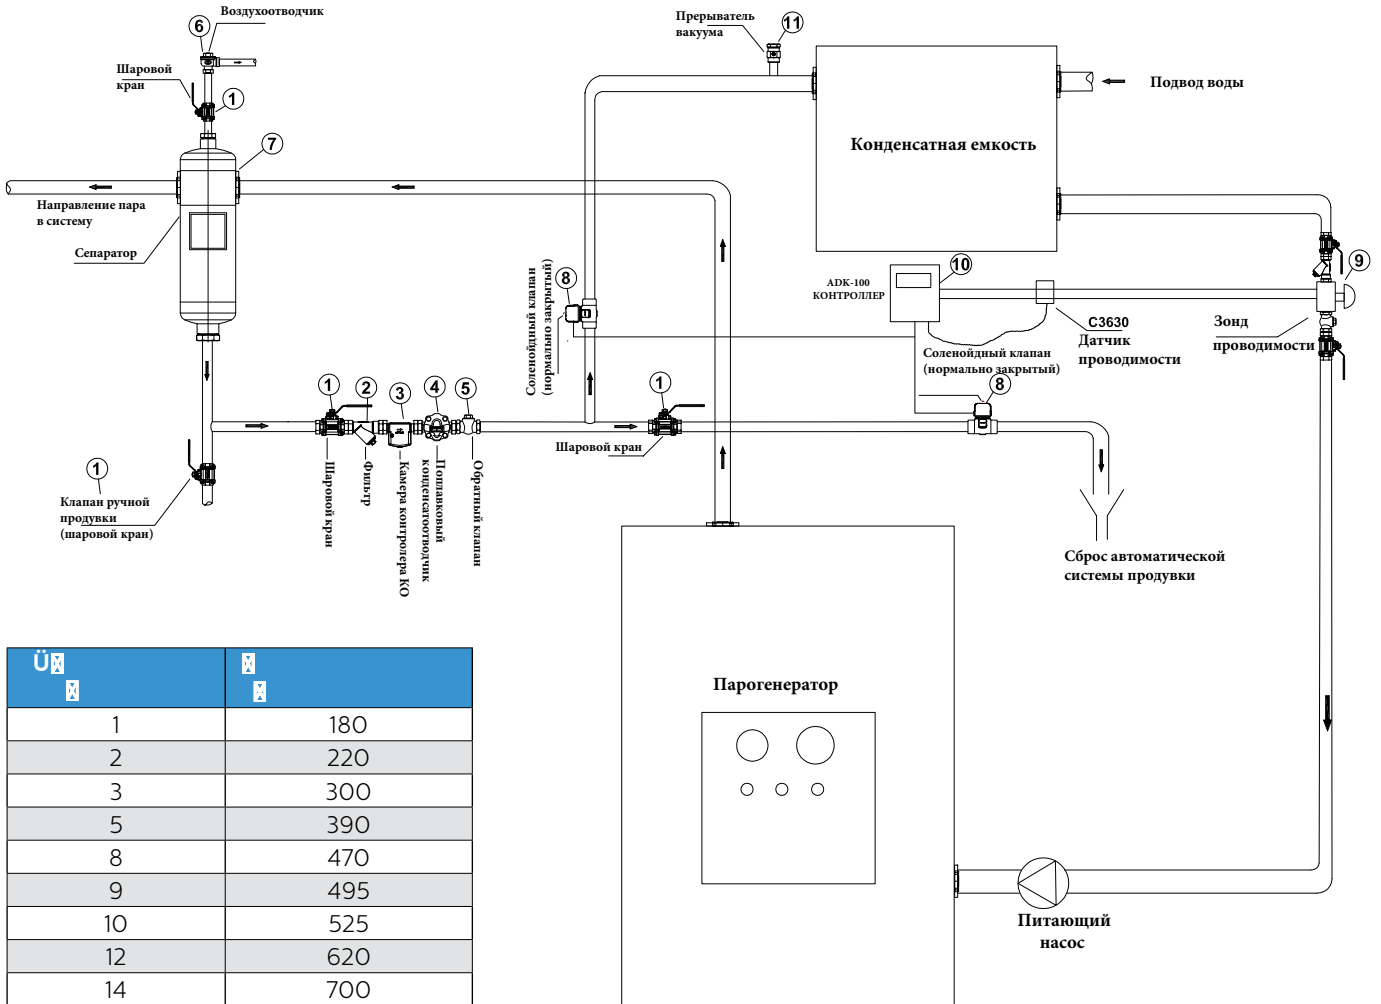 6
Воздухоотводчик
Шаровой
кран
1
7
Направление пара
в систему
Сепаратор
Прерыватель
вакуума
11
Подвод воды
Конденсатная емкость
Соленойдный клапан
(нормально закрытый)
8
10
ADK-100
КОНТРОЛЛЕР
9
C3630
Датчик
проводимости
Зонд
проводимости
Соленойдный клапан
(нормально закрытый)
8
1
2
3
4
5
1
Шаровой кран
Шаровой кран
Фильтр
Камера контролера КО
Поплавковый
конденсатоотводчик
Обратный клапан
1
Клапан ручной
продувки
(шаровой кран)
Сброс автоматической
системы продувки
Парогенератор
Питающий
насос
1 180
2 220
3 300
5 390
8 470
9 495
10 525
12 620
14 700